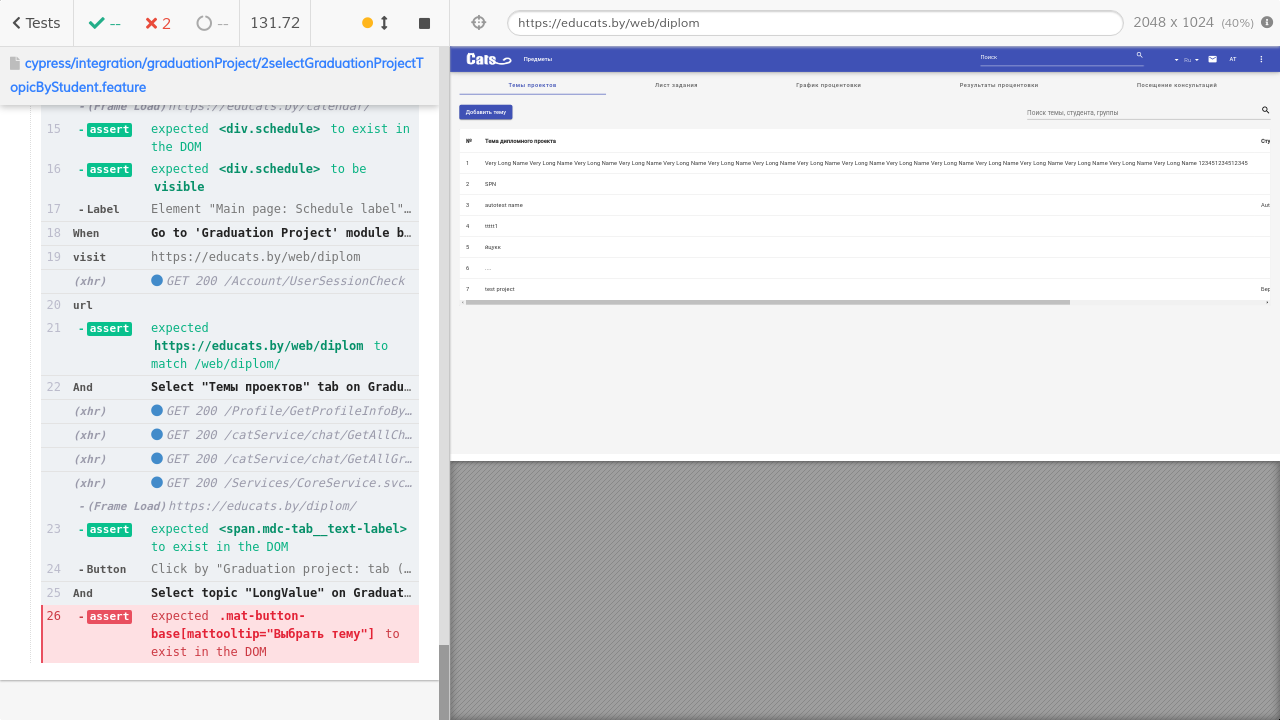 Tests
--
2
--
131.72
https://educats.by/web/diplom
2048 x 1024 (40%)
cypress/integration/graduationProject/2selectGraduationProjectT
opicByStudent.feature
-(Frame Load) https://educats.by/calendar/
15 -assert expected <div.schedule> to exist in
the DOM
16 -assert expected <div.schedule> to be
visible
17 -Label Element "Main page: Schedule label"…
18 When Go to 'Graduation Project' module b…
19 visit https://educats.by/web/diplom
(xhr) GET 200 /Account/UserSessionCheck
20 url
21 -assert expected
https://educats.by/web/diplom to
match /web/diplom/
22 And Select "Темы проектов" tab on Gradu…
(xhr) GET 200 /Profile/GetProfileInfoBy…
(xhr) GET 200 /catService/chat/GetAllCh…
(xhr) GET 200 /catService/chat/GetAllGr…
(xhr) GET 200 /Services/CoreService.svc…
-(Frame Load) https://educats.by/diplom/
23 -assert expected <span.mdc-tab__text-label>
to exist in the DOM
24 -Button Click by "Graduation project: tab (…
25 And Select topic "LongValue" on Graduat…
26 -assert expected .mat-button-
base[mattooltip="Выбрать тему"] to
exist in the DOM
Cats
Предметы
Поиск
Ru
AT
Темы проектов
Лист задания
График процентовки
Результаты процентовки
Посещение консультаций
Добавить тему
Поиск темы, студента, группы
№ Тема дипломного проекта Сту
1 Very Long Name Very Long Name Very Long Name Very Long Name Very Long Name Very Long Name Very Long Name Very Long Name Very Long Name Very Long Name Very Long Name Very Long Name Very Long Name Very Long Name Very Long Name Very Long Name 123451234512345
2 SPN
3 autotest name Aut
4 ttttt1
5 йцукк
6 ...
7 test project Бер